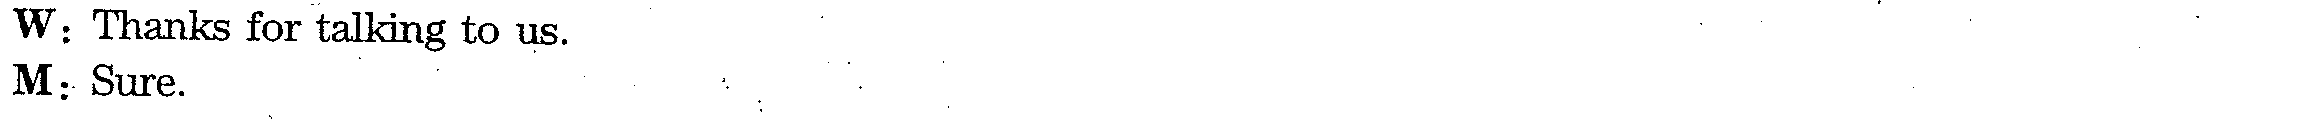 W: Thanks for talking to us.
M: Sure.